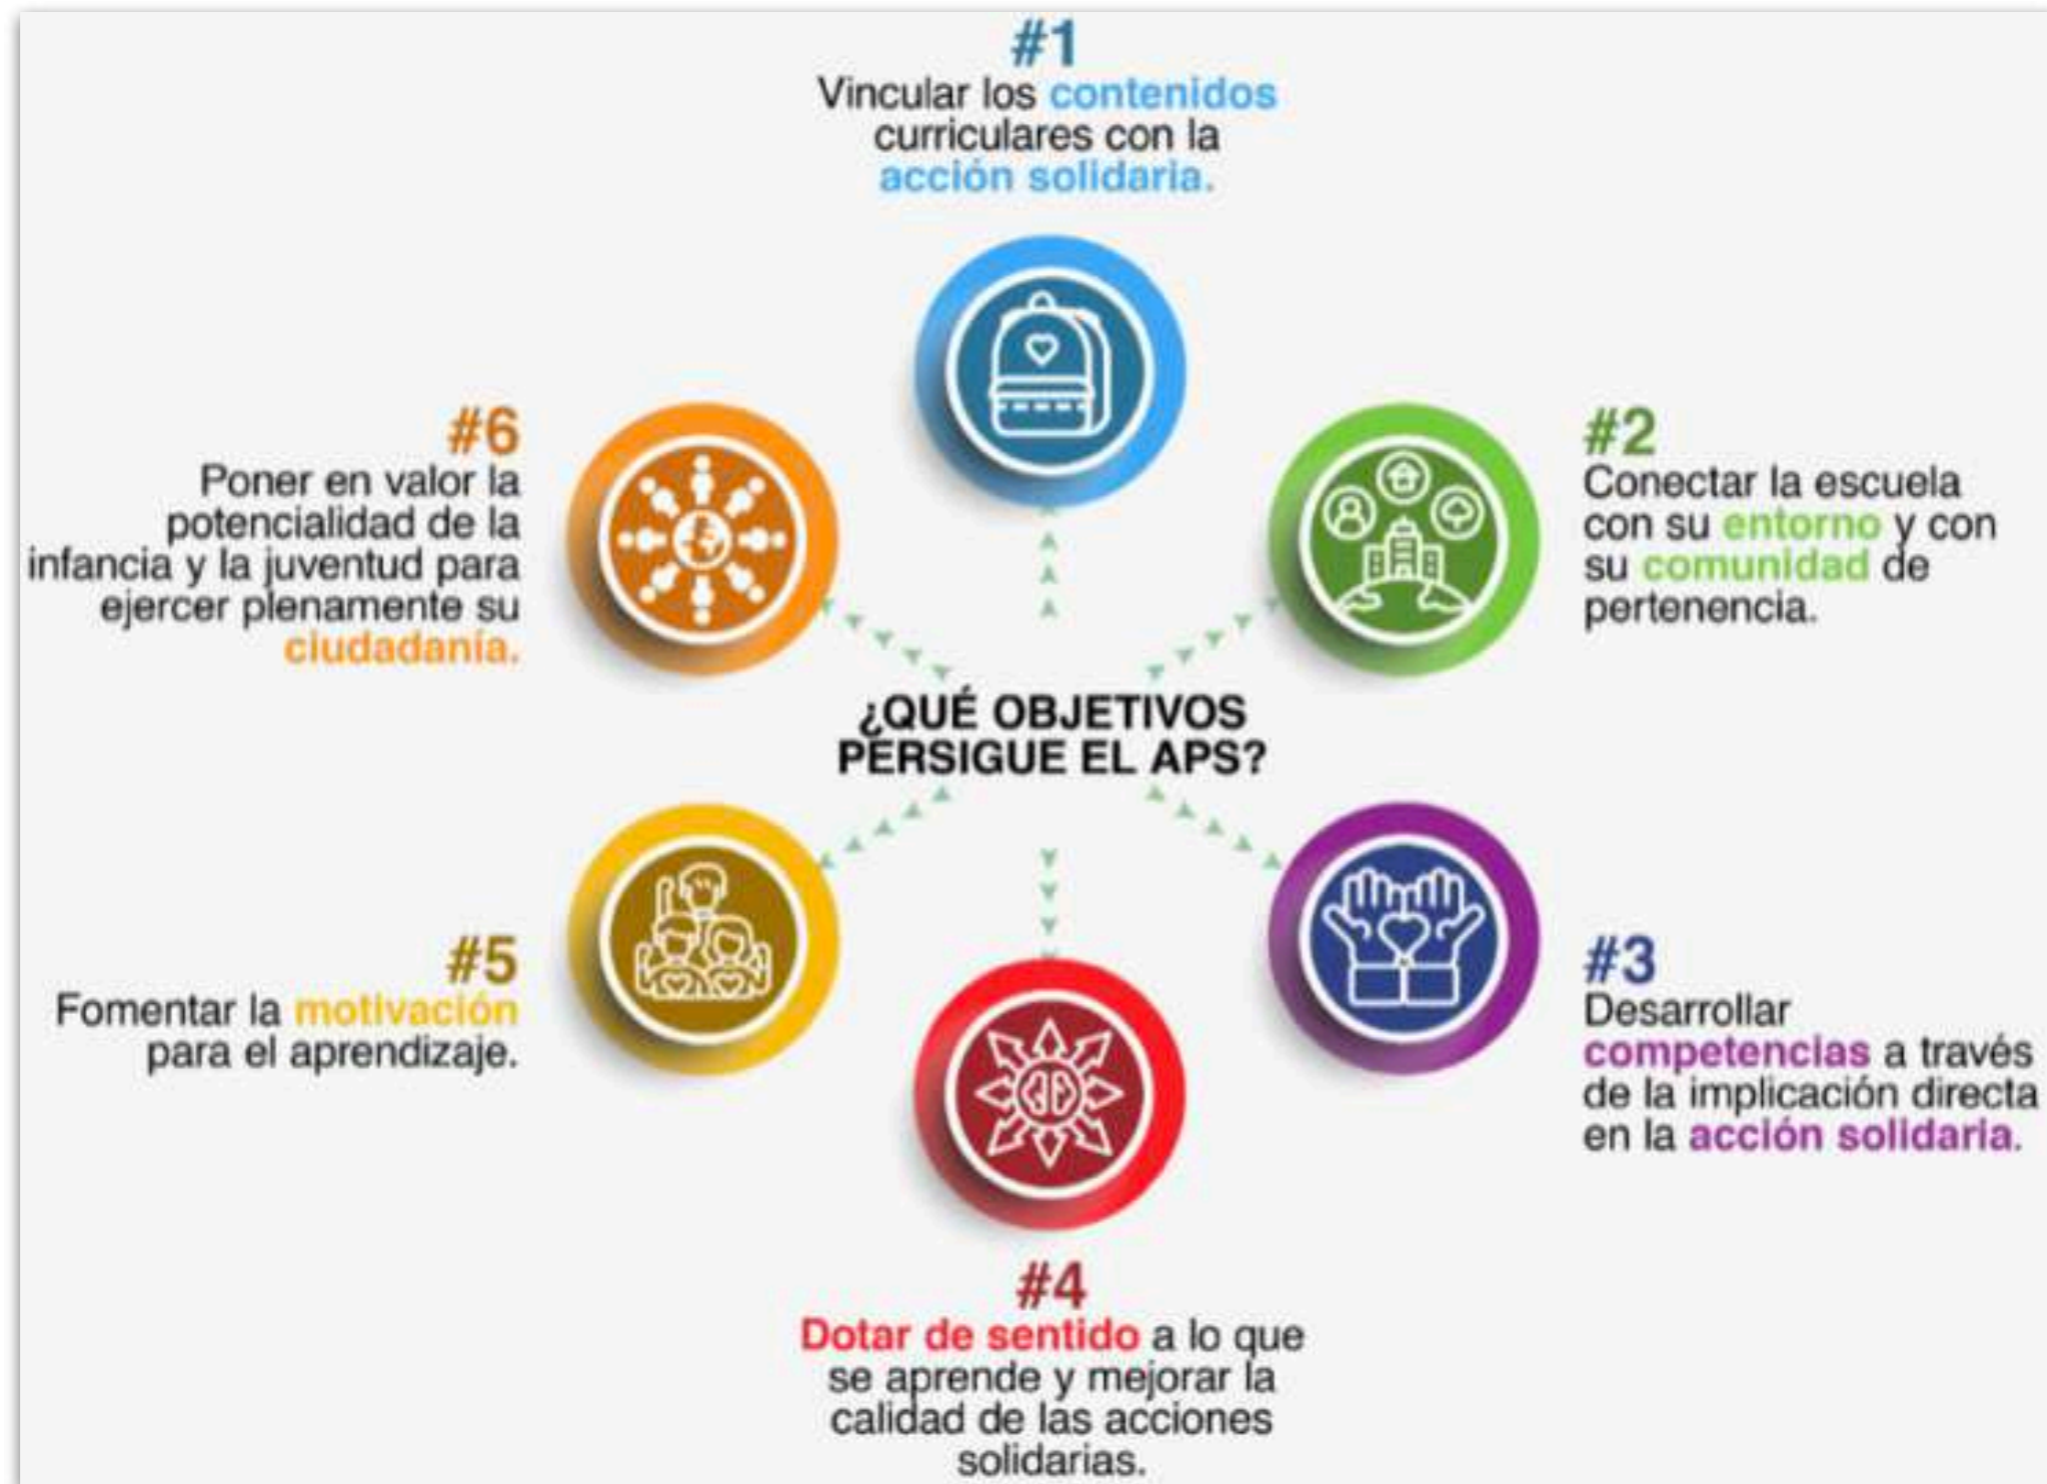 #1
Vincular los contenidos
curriculares con la
acción solidaria.
#6
Poner en valor la
potencialidad de la
infancia y la juventud para
ejercer plenamente su
ciudadanía.
#2
Conectar la escuela
con su entorno y con
su comunidad de
pertenencia.
¿QUÉ OBJETIVOS
PERSIGUE EL APS?
#5
Fomentar la motivación
para el aprendizaje.
#3
Desarrollar
competencias a través
de la implicación directa
en la acción solidaria.
#4
Dotar de sentido a lo que
se aprende y mejorar la
calidad de las acciones
solidarias.